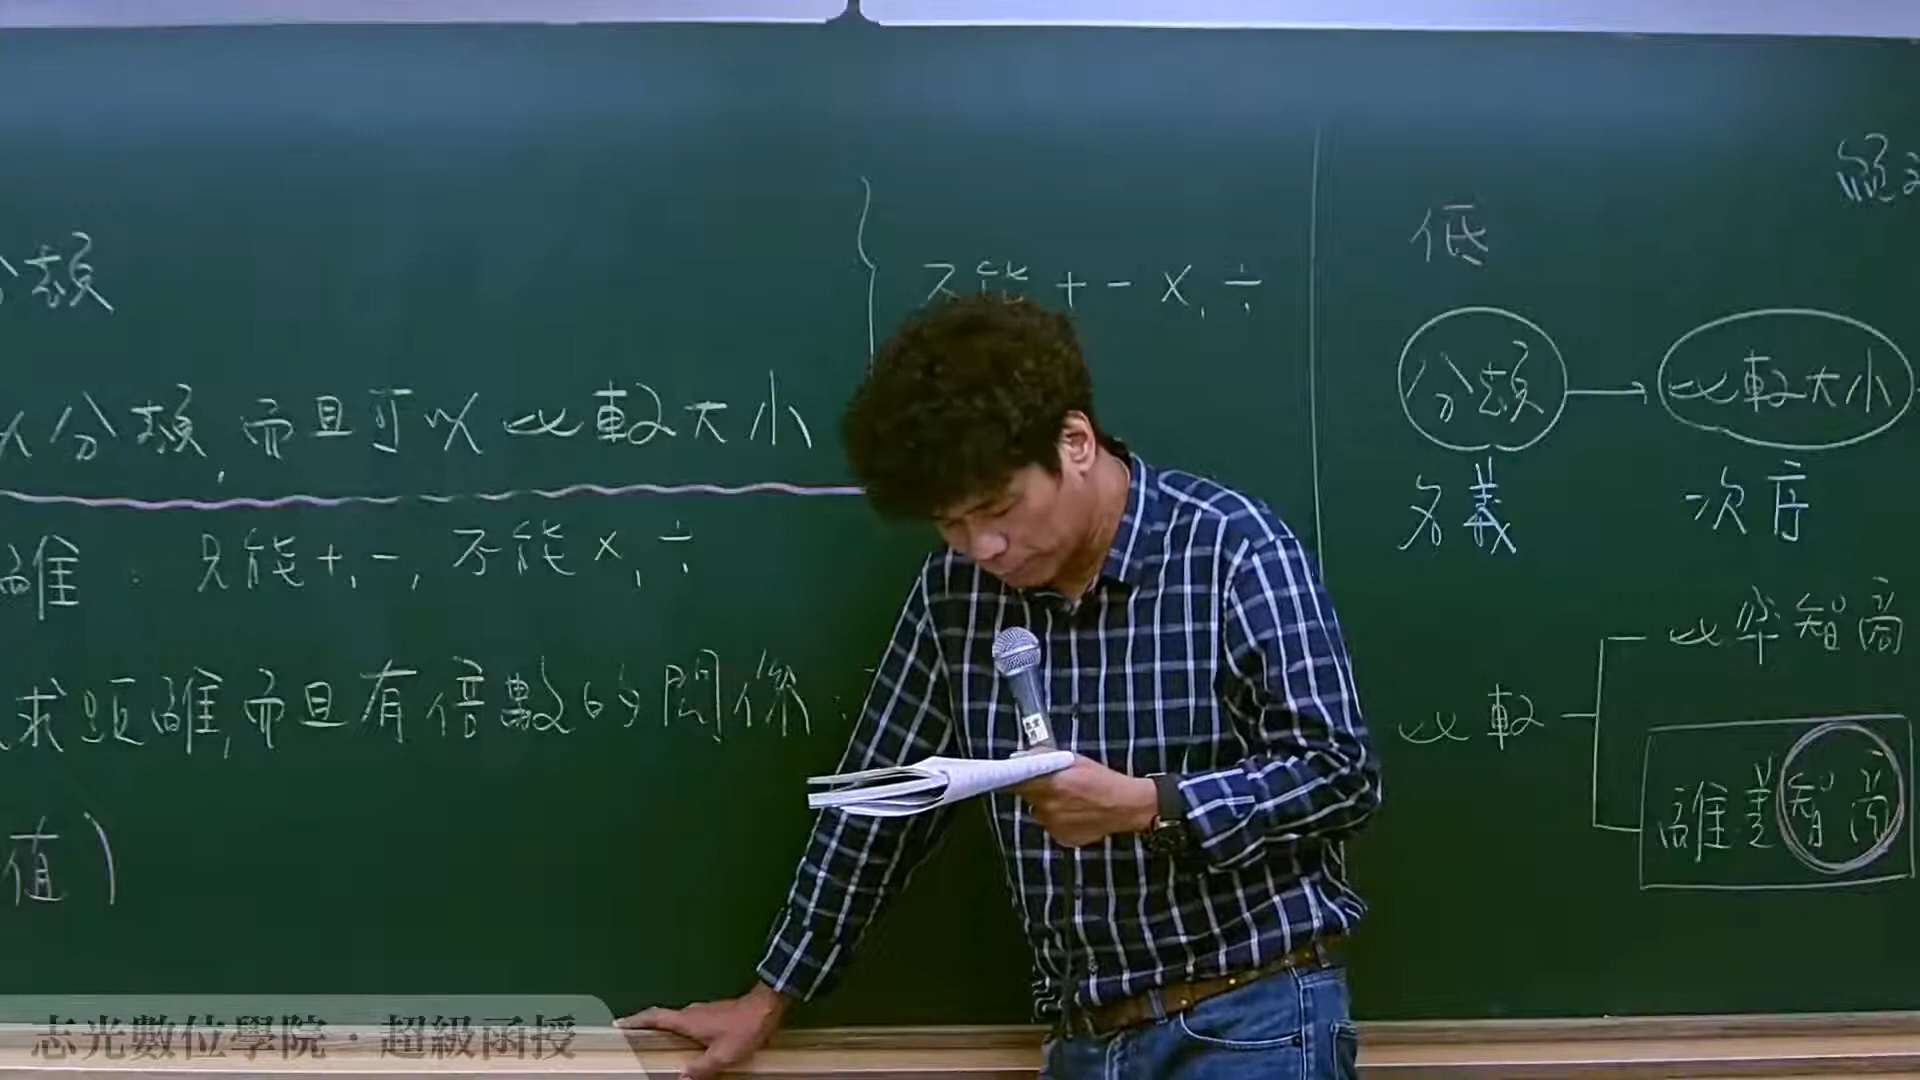 分類
不能 + - ×, ÷
以分類,而且可以比較大小
距離:只能+, -, 不能 ×, ÷
求距離,而且有倍數的關係:
值)
低
分類 → 比較大小
名義 次序
比率智商
比較
離差智商
志光數位學院·超級函授